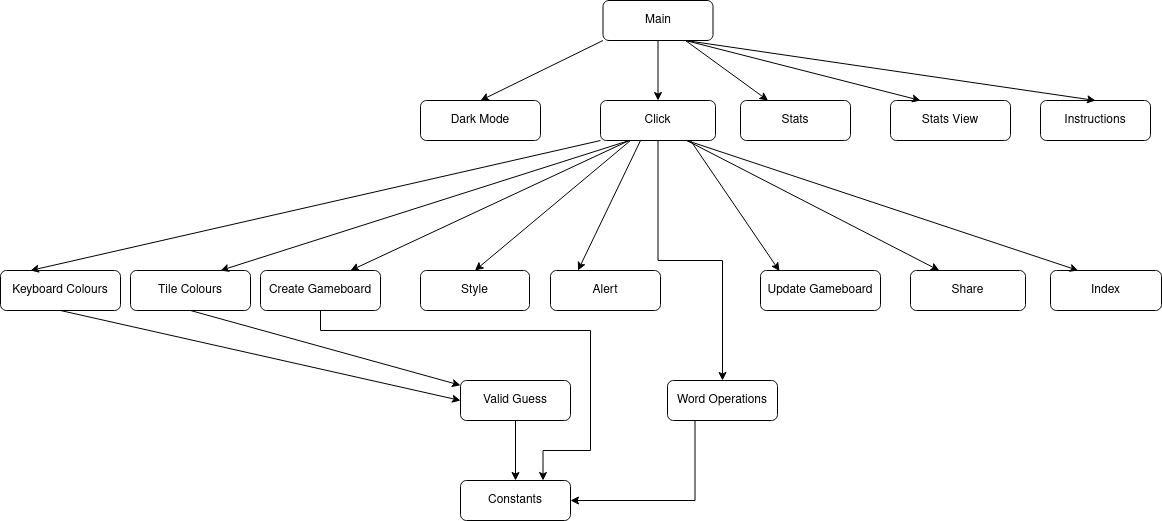 Main
Dark Mode
Click
Stats
Stats View
Instructions
Keyboard Colours
Tile Colours
Create Gameboard
Style
Alert
Update Gameboard
Share
Index
Valid Guess
Word Operations
Constants